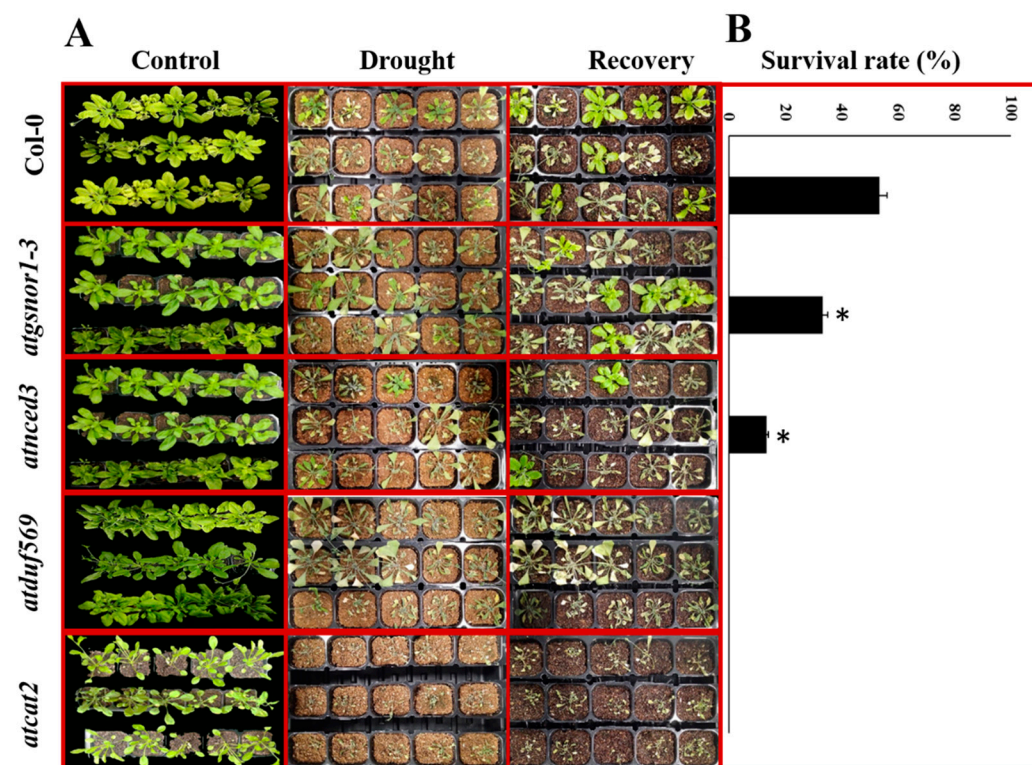 A
B
Control
Drought
Recovery
Survival rate (%)
0
20
40
60
80
100
Col-0
atgsnor1-3
*
atnced3
*
atduf569
atcat2